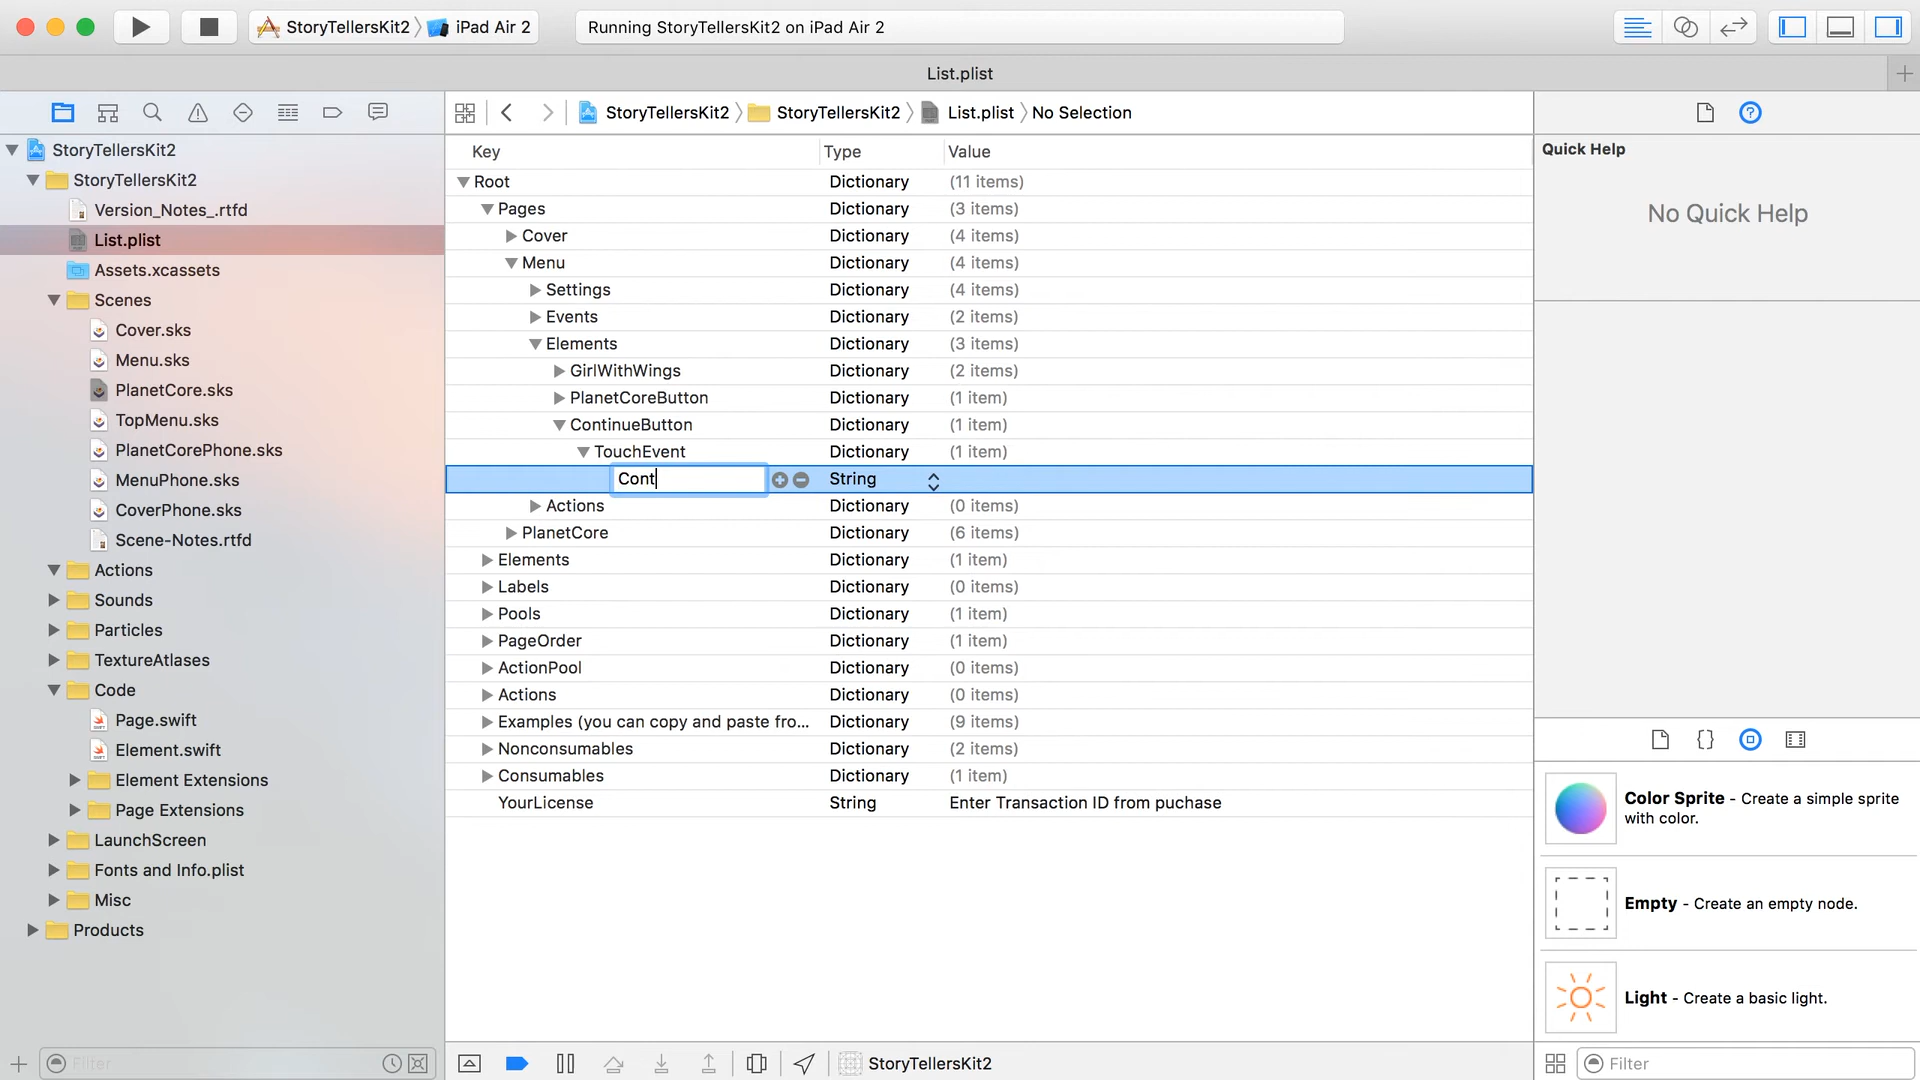 StoryTellersKit2 iPad Air 2 Running StoryTellersKit2 on iPad Air 2
List.plist
StoryTellersKit2 StoryTellersKit2 List.plist No Selection
StoryTellersKit2
StoryTellersKit2
Version_Notes_.rtfd
List.plist
Assets.xcassets
Scenes
Cover.sks
Menu.sks
PlanetCore.sks
TopMenu.sks
PlanetCorePhone.sks
MenuPhone.sks
CoverPhone.sks
Scene-Notes.rtfd
Actions
Sounds
Particles
TextureAtlases
Code
Page.swift
Element.swift
Element Extensions
Page Extensions
LaunchScreen
Fonts and Info.plist
Misc
Products
Filter
Key Type Value
Root Dictionary (11 items)
Pages Dictionary (3 items)
Cover Dictionary (4 items)
Menu Dictionary (4 items)
Settings Dictionary (4 items)
Events Dictionary (2 items)
Elements Dictionary (3 items)
GirlWithWings Dictionary (2 items)
PlanetCoreButton Dictionary (1 item)
ContinueButton Dictionary (1 item)
TouchEvent Dictionary (1 item)
Cont String
Actions Dictionary (0 items)
PlanetCore Dictionary (6 items)
Elements Dictionary (1 item)
Labels Dictionary (0 items)
Pools Dictionary (1 item)
PageOrder Dictionary (1 item)
ActionPool Dictionary (0 items)
Actions Dictionary (0 items)
Examples (you can copy and paste fro... Dictionary (9 items)
Nonconsumables Dictionary (2 items)
Consumables Dictionary (1 item)
YourLicense String Enter Transaction ID from puchase
StoryTellersKit2
Quick Help
No Quick Help
Color Sprite - Create a simple sprite
with color.
Empty - Create an empty node.
Light - Create a basic light.
Filter